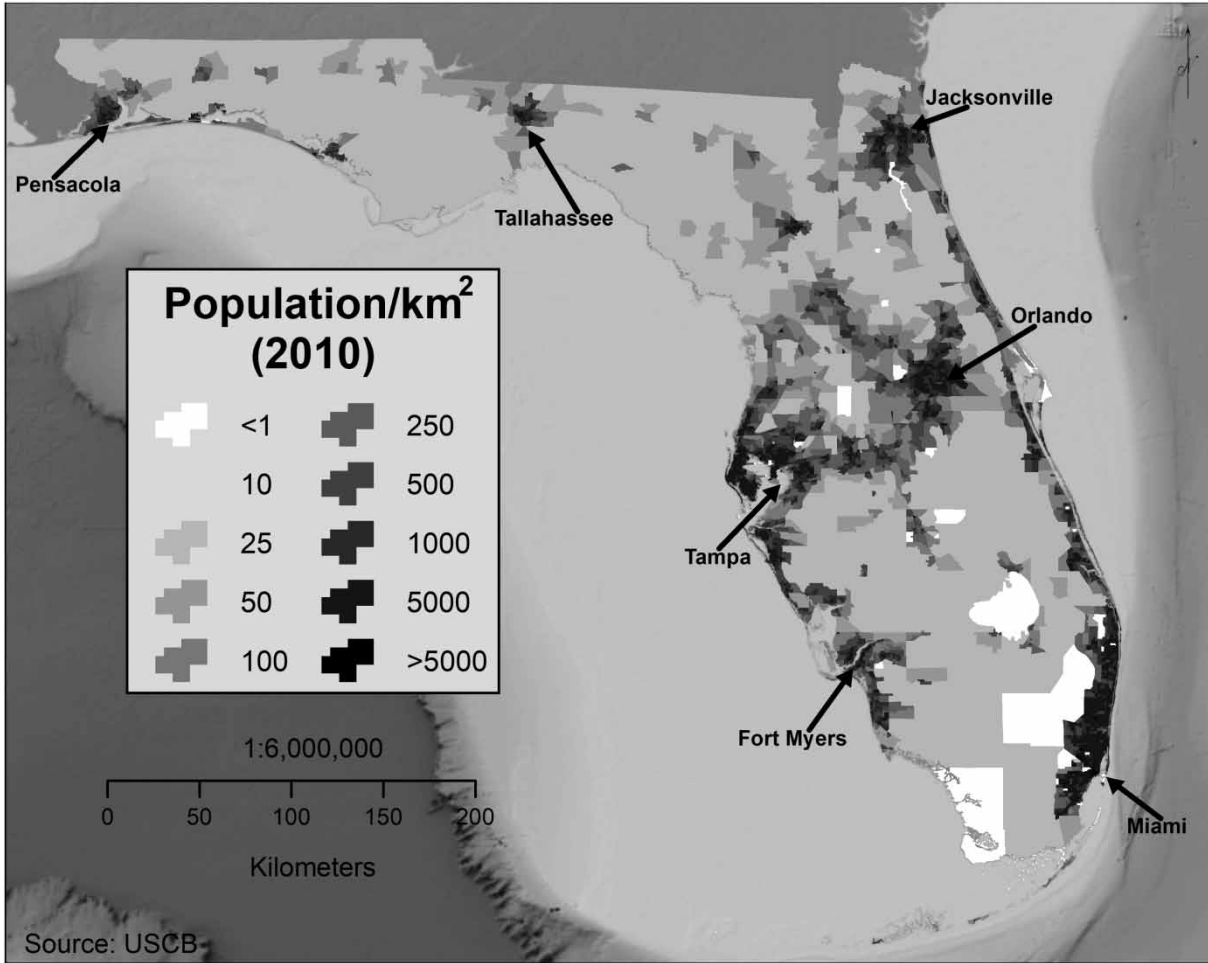 Jacksonville
Pensacola
Tallahassee
Population/km²
(2010)
Orlando
<1 250
10 500
25 1000
50 5000
100 >5000
Tampa
Fort Myers
Miami
1:6,000,000
0 50 100 150 200
Kilometers
Source: USCB